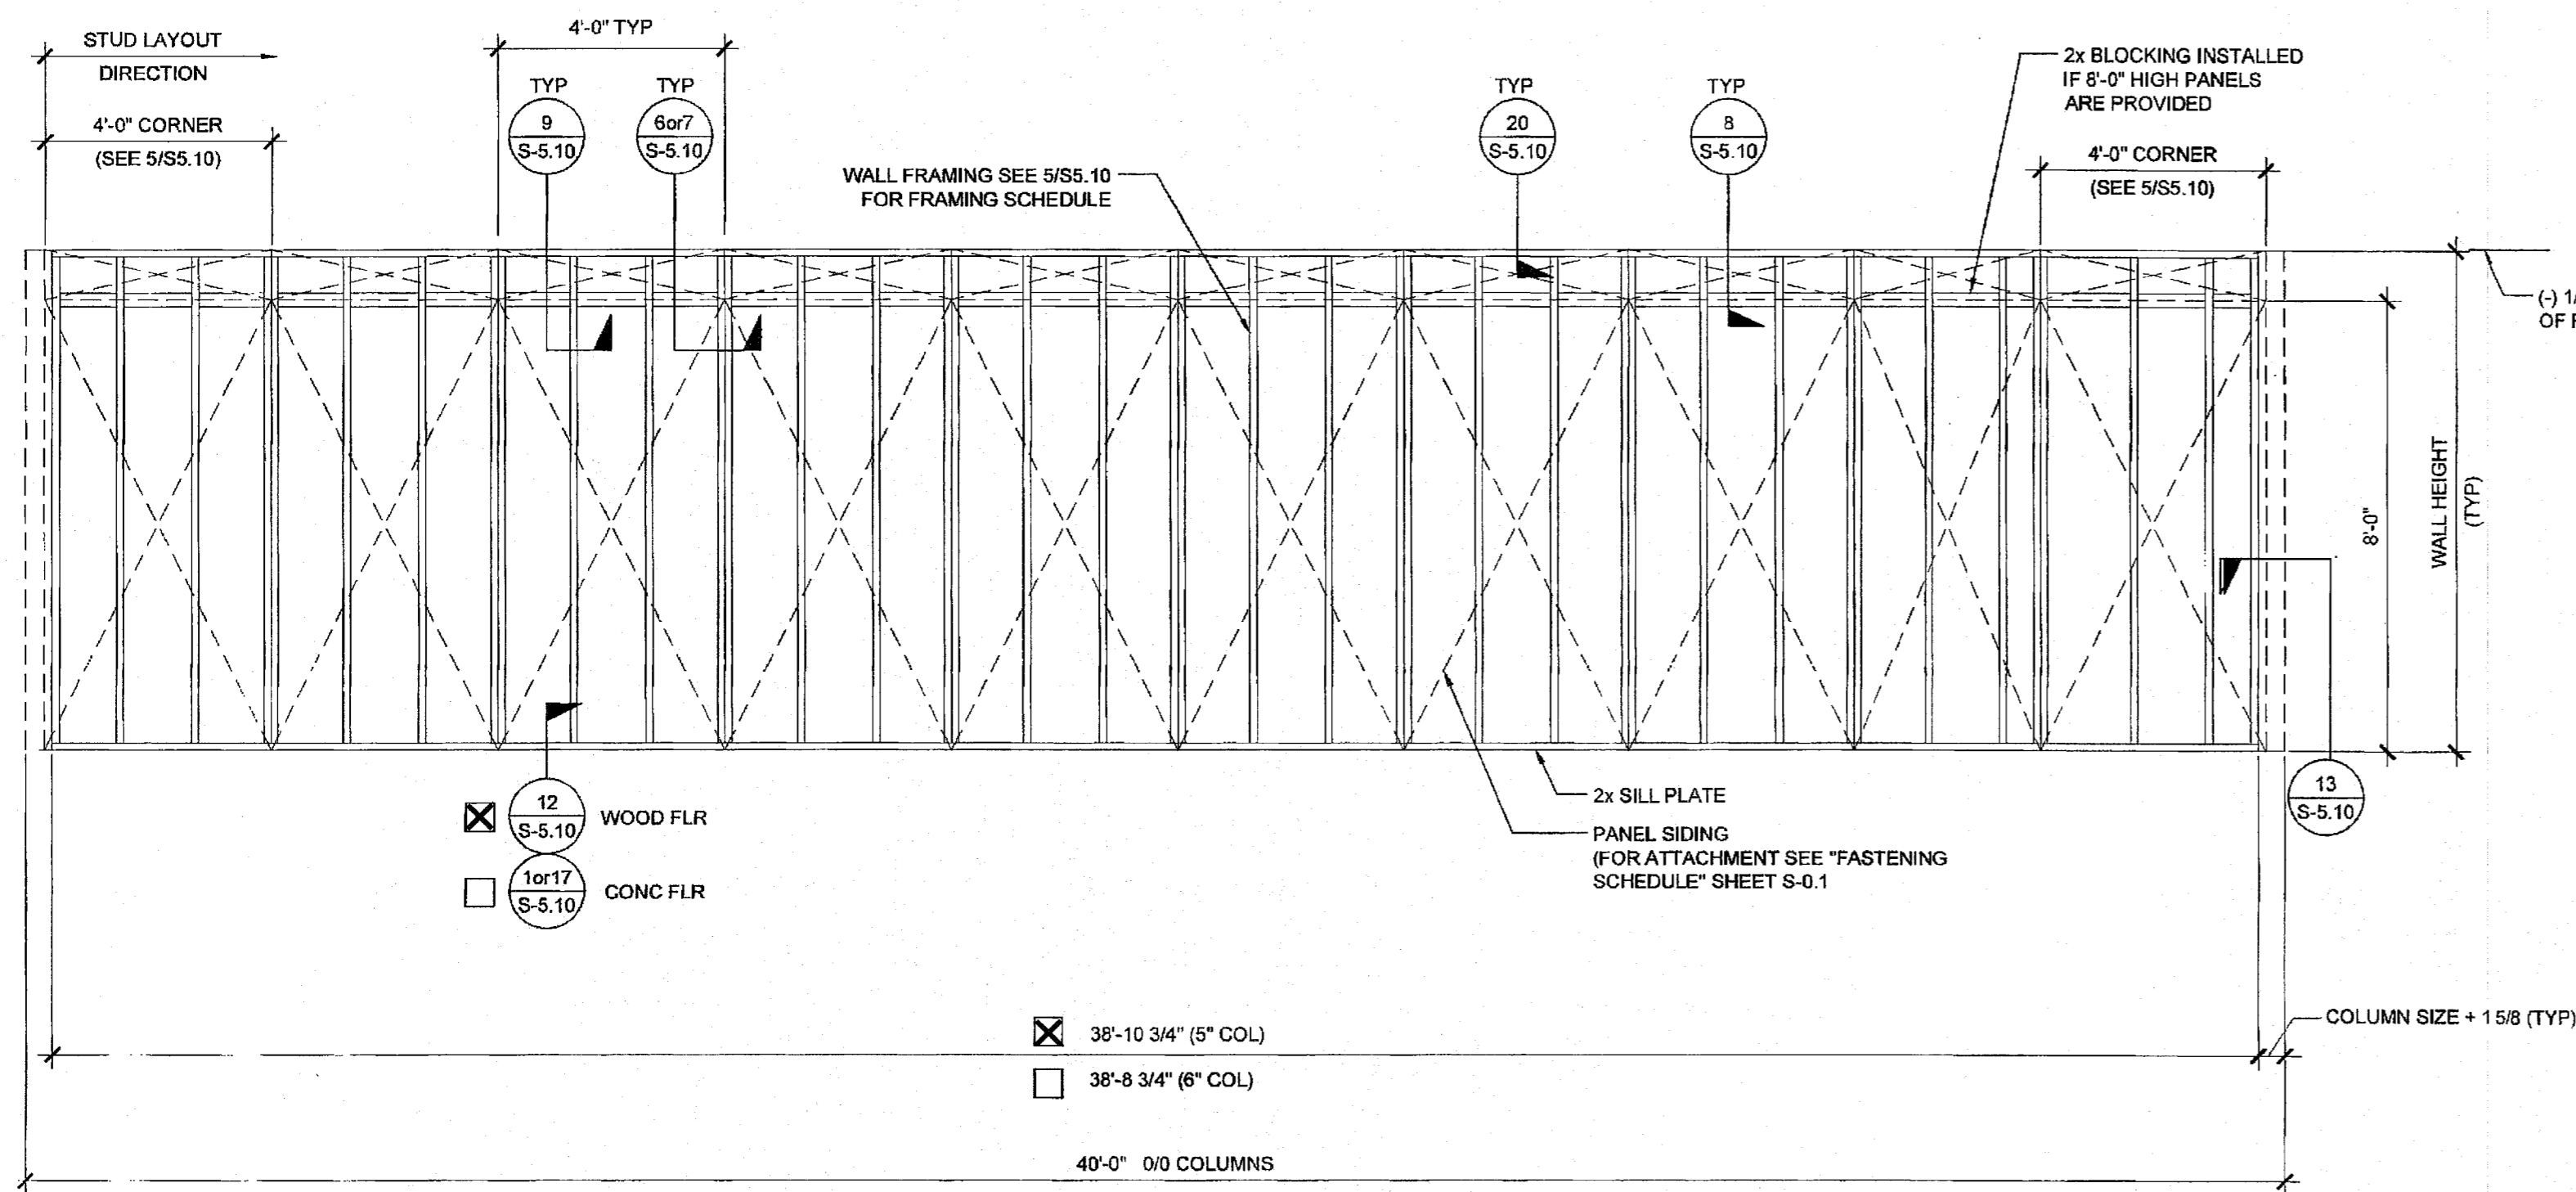 STUD LAYOUT
DIRECTION
4'-0" CORNER
(SEE 5/S5.10)
4'-0" TYP
TYP
9
S-5.10
TYP
6or7
S-5.10
WALL FRAMING SEE 5/S5.10
FOR FRAMING SCHEDULE
TYP
20
S-5.10
TYP
8
S-5.10
2x BLOCKING INSTALLED
IF 8'-0" HIGH PANELS
ARE PROVIDED
4'-0" CORNER
(SEE 5/S5.10)
(-) 1/
OF
8'-0"
WALL HEIGHT
(TYP)
12
S-5.10
WOOD FLR
1or17
S-5.10
CONC FLR
2x SILL PLATE
PANEL SIDING
(FOR ATTACHMENT SEE "FASTENING
SCHEDULE" SHEET S-0.1
13
S-5.10
38'-10 3/4" (5" COL)
38'-8 3/4" (6" COL)
COLUMN SIZE + 1 5/8 (TYP)
40'-0" 0/0 COLUMNS